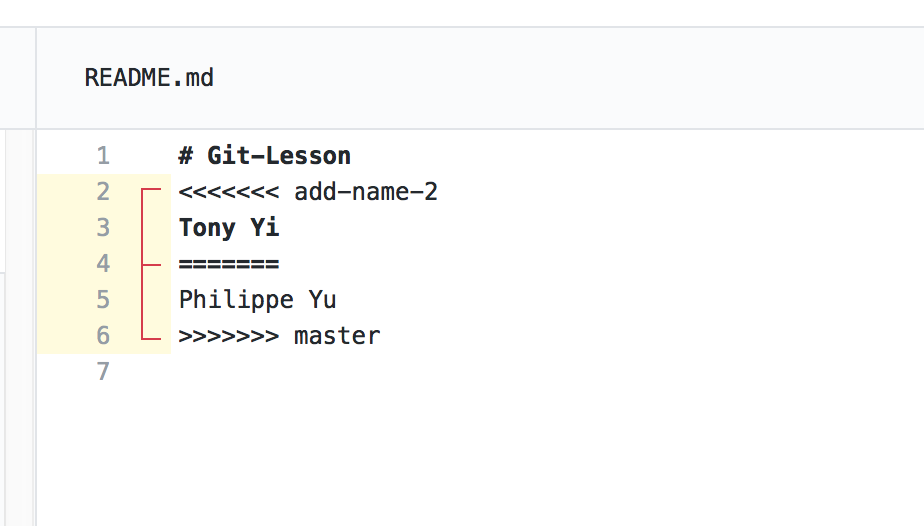 README.md
1 # Git-Lesson
2 <<<<<<< add-name-2
3 Tony Yi
4 =======
5 Philippe Yu
6 >>>>>>> master
7